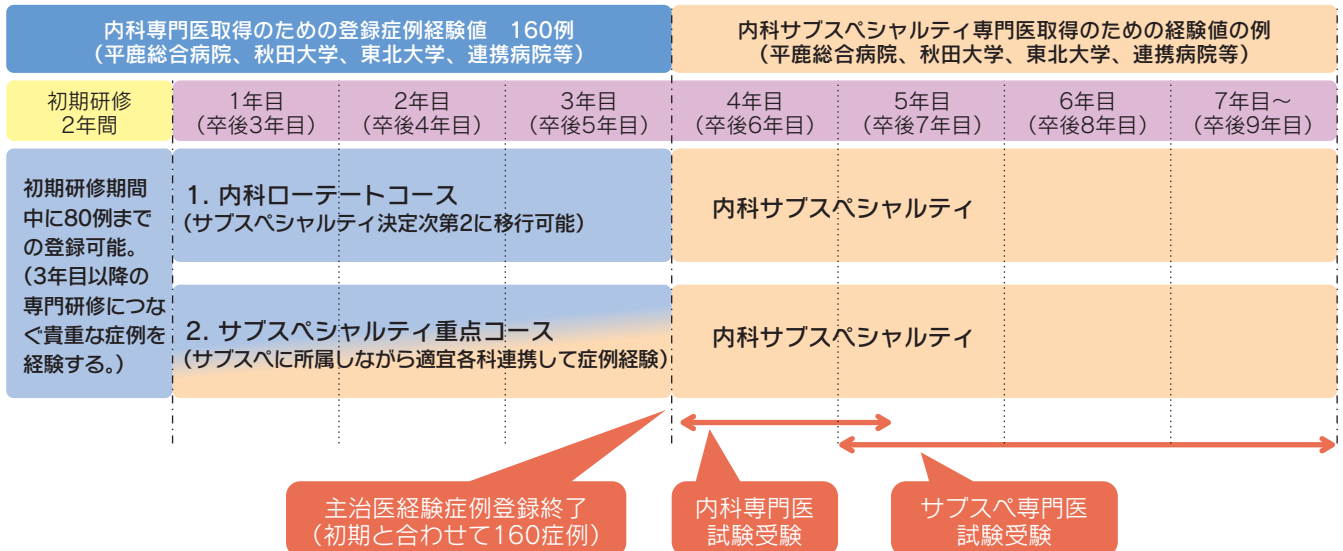 内科専門医取得のための登録症例経験値　160例
（平鹿総合病院、秋田大学、東北大学、連携病院等）
内科サブスペシャルティ専門医取得のための経験値の例
（平鹿総合病院、秋田大学、東北大学、連携病院等）
初期研修
2年間
1年目
（卒後3年目）
2年目
（卒後4年目）
3年目
（卒後5年目）
4年目
（卒後6年目）
5年目
（卒後7年目）
6年目
（卒後8年目）
7年目～
（卒後9年目）
初期研修期間
中に80例まで
の登録可能。
（3年目以降の
専門研修につな
ぐ貴重な症例を
経験する。）
1. 内科ローテートコース
（サブスペシャルティ決定次第2に移行可能）
内科サブスペシャルティ
2. サブスペシャルティ重点コース
（サブスペに所属しながら適宜各科連携して症例経験）
内科サブスペシャルティ
主治医経験症例登録終了
（初期と合わせて160症例）
内科専門医
試験受験
サブスペ専門医
試験受験